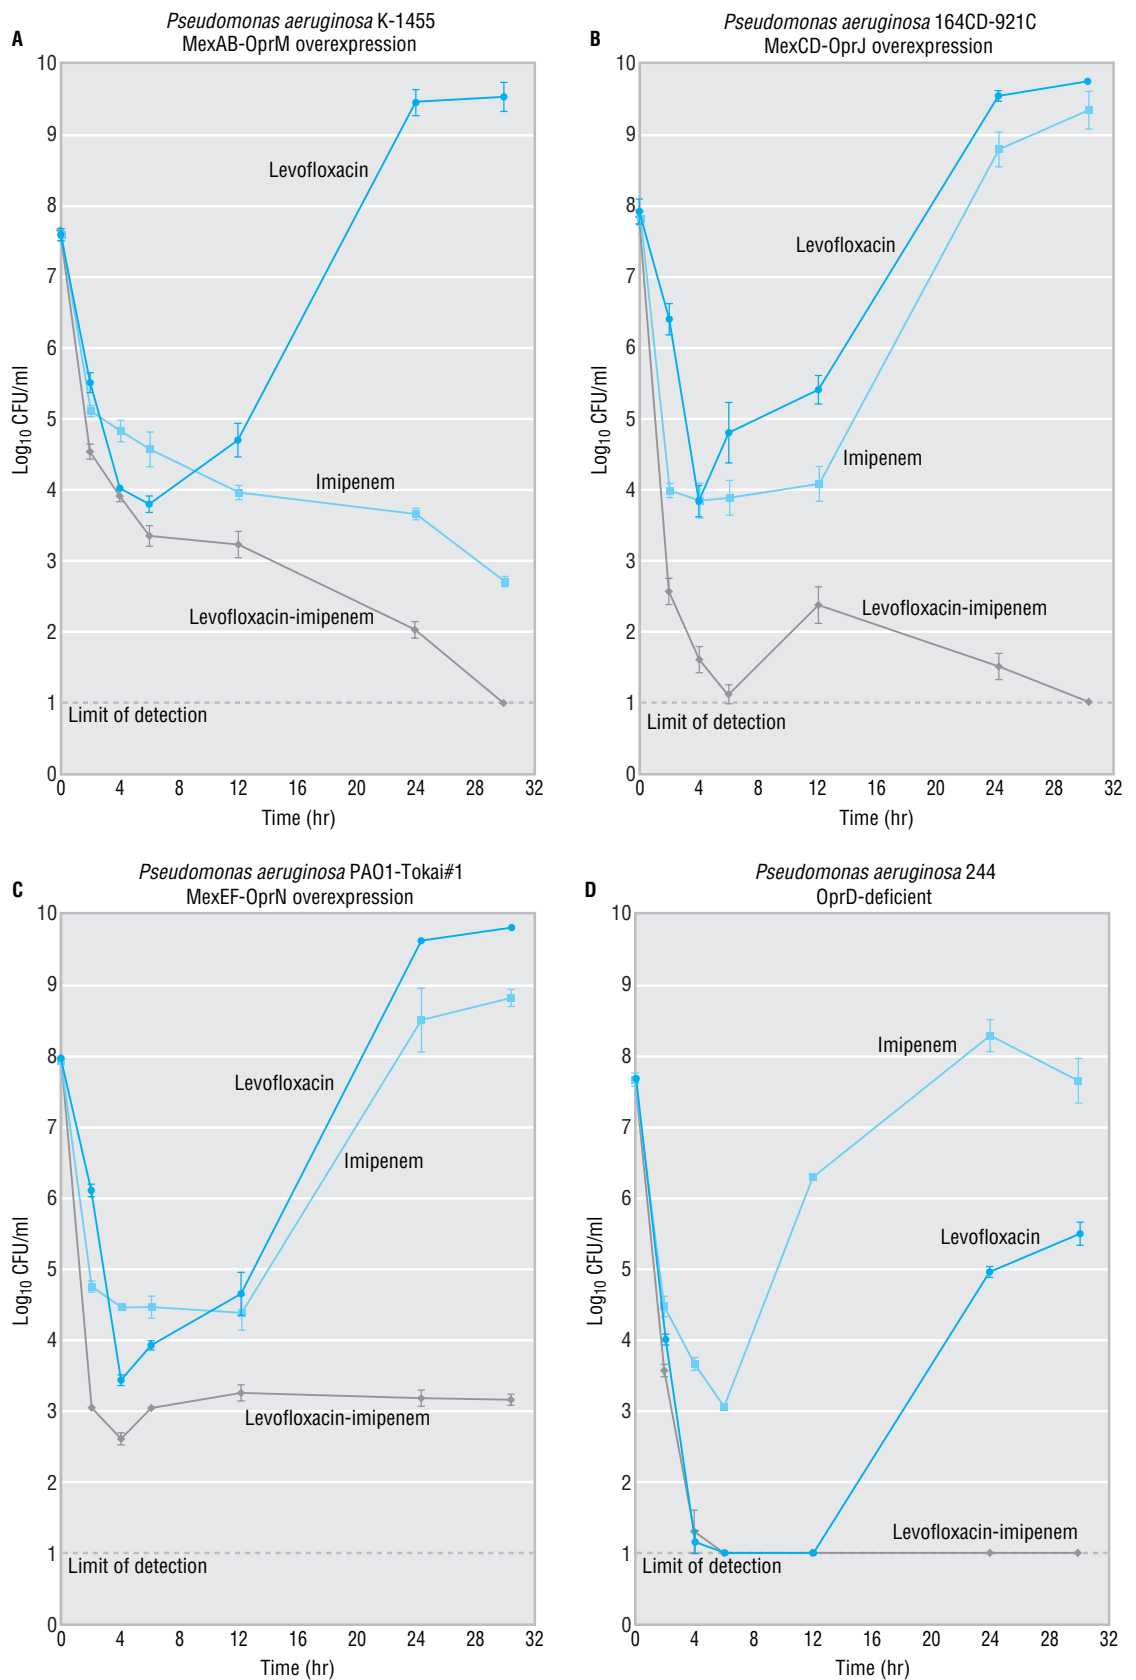 A
Pseudomonas aeruginosa K-1455
MexAB-OprM overexpression
Log10 CFU/ml
10
9
8
7
6
5
4
3
2
1
0
Levofloxacin
Imipenem
Levofloxacin-imipenem
Limit of detection
0 4 8 12 16 20 24 28 32
Time (hr)
B
Pseudomonas aeruginosa 164CD-921C
MexCD-OprJ overexpression
Log10 CFU/ml
10
9
8
7
6
5
4
3
2
1
0
Levofloxacin
Imipenem
Levofloxacin-imipenem
Limit of detection
0 4 8 12 16 20 24 28 32
Time (hr)
C
Pseudomonas aeruginosa PAO1-Tokai#1
MexEF-OprN overexpression
Log10 CFU/ml
10
9
8
7
6
5
4
3
2
1
0
Levofloxacin
Imipenem
Levofloxacin-imipenem
Limit of detection
0 4 8 12 16 20 24 28 32
Time (hr)
D
Pseudomonas aeruginosa 244
OprD-deficient
Log10 CFU/ml
10
9
8
7
6
5
4
3
2
1
0
Imipenem
Levofloxacin
Levofloxacin-imipenem
Limit of detection
0 4 8 12 16 20 24 28 32
Time (hr)